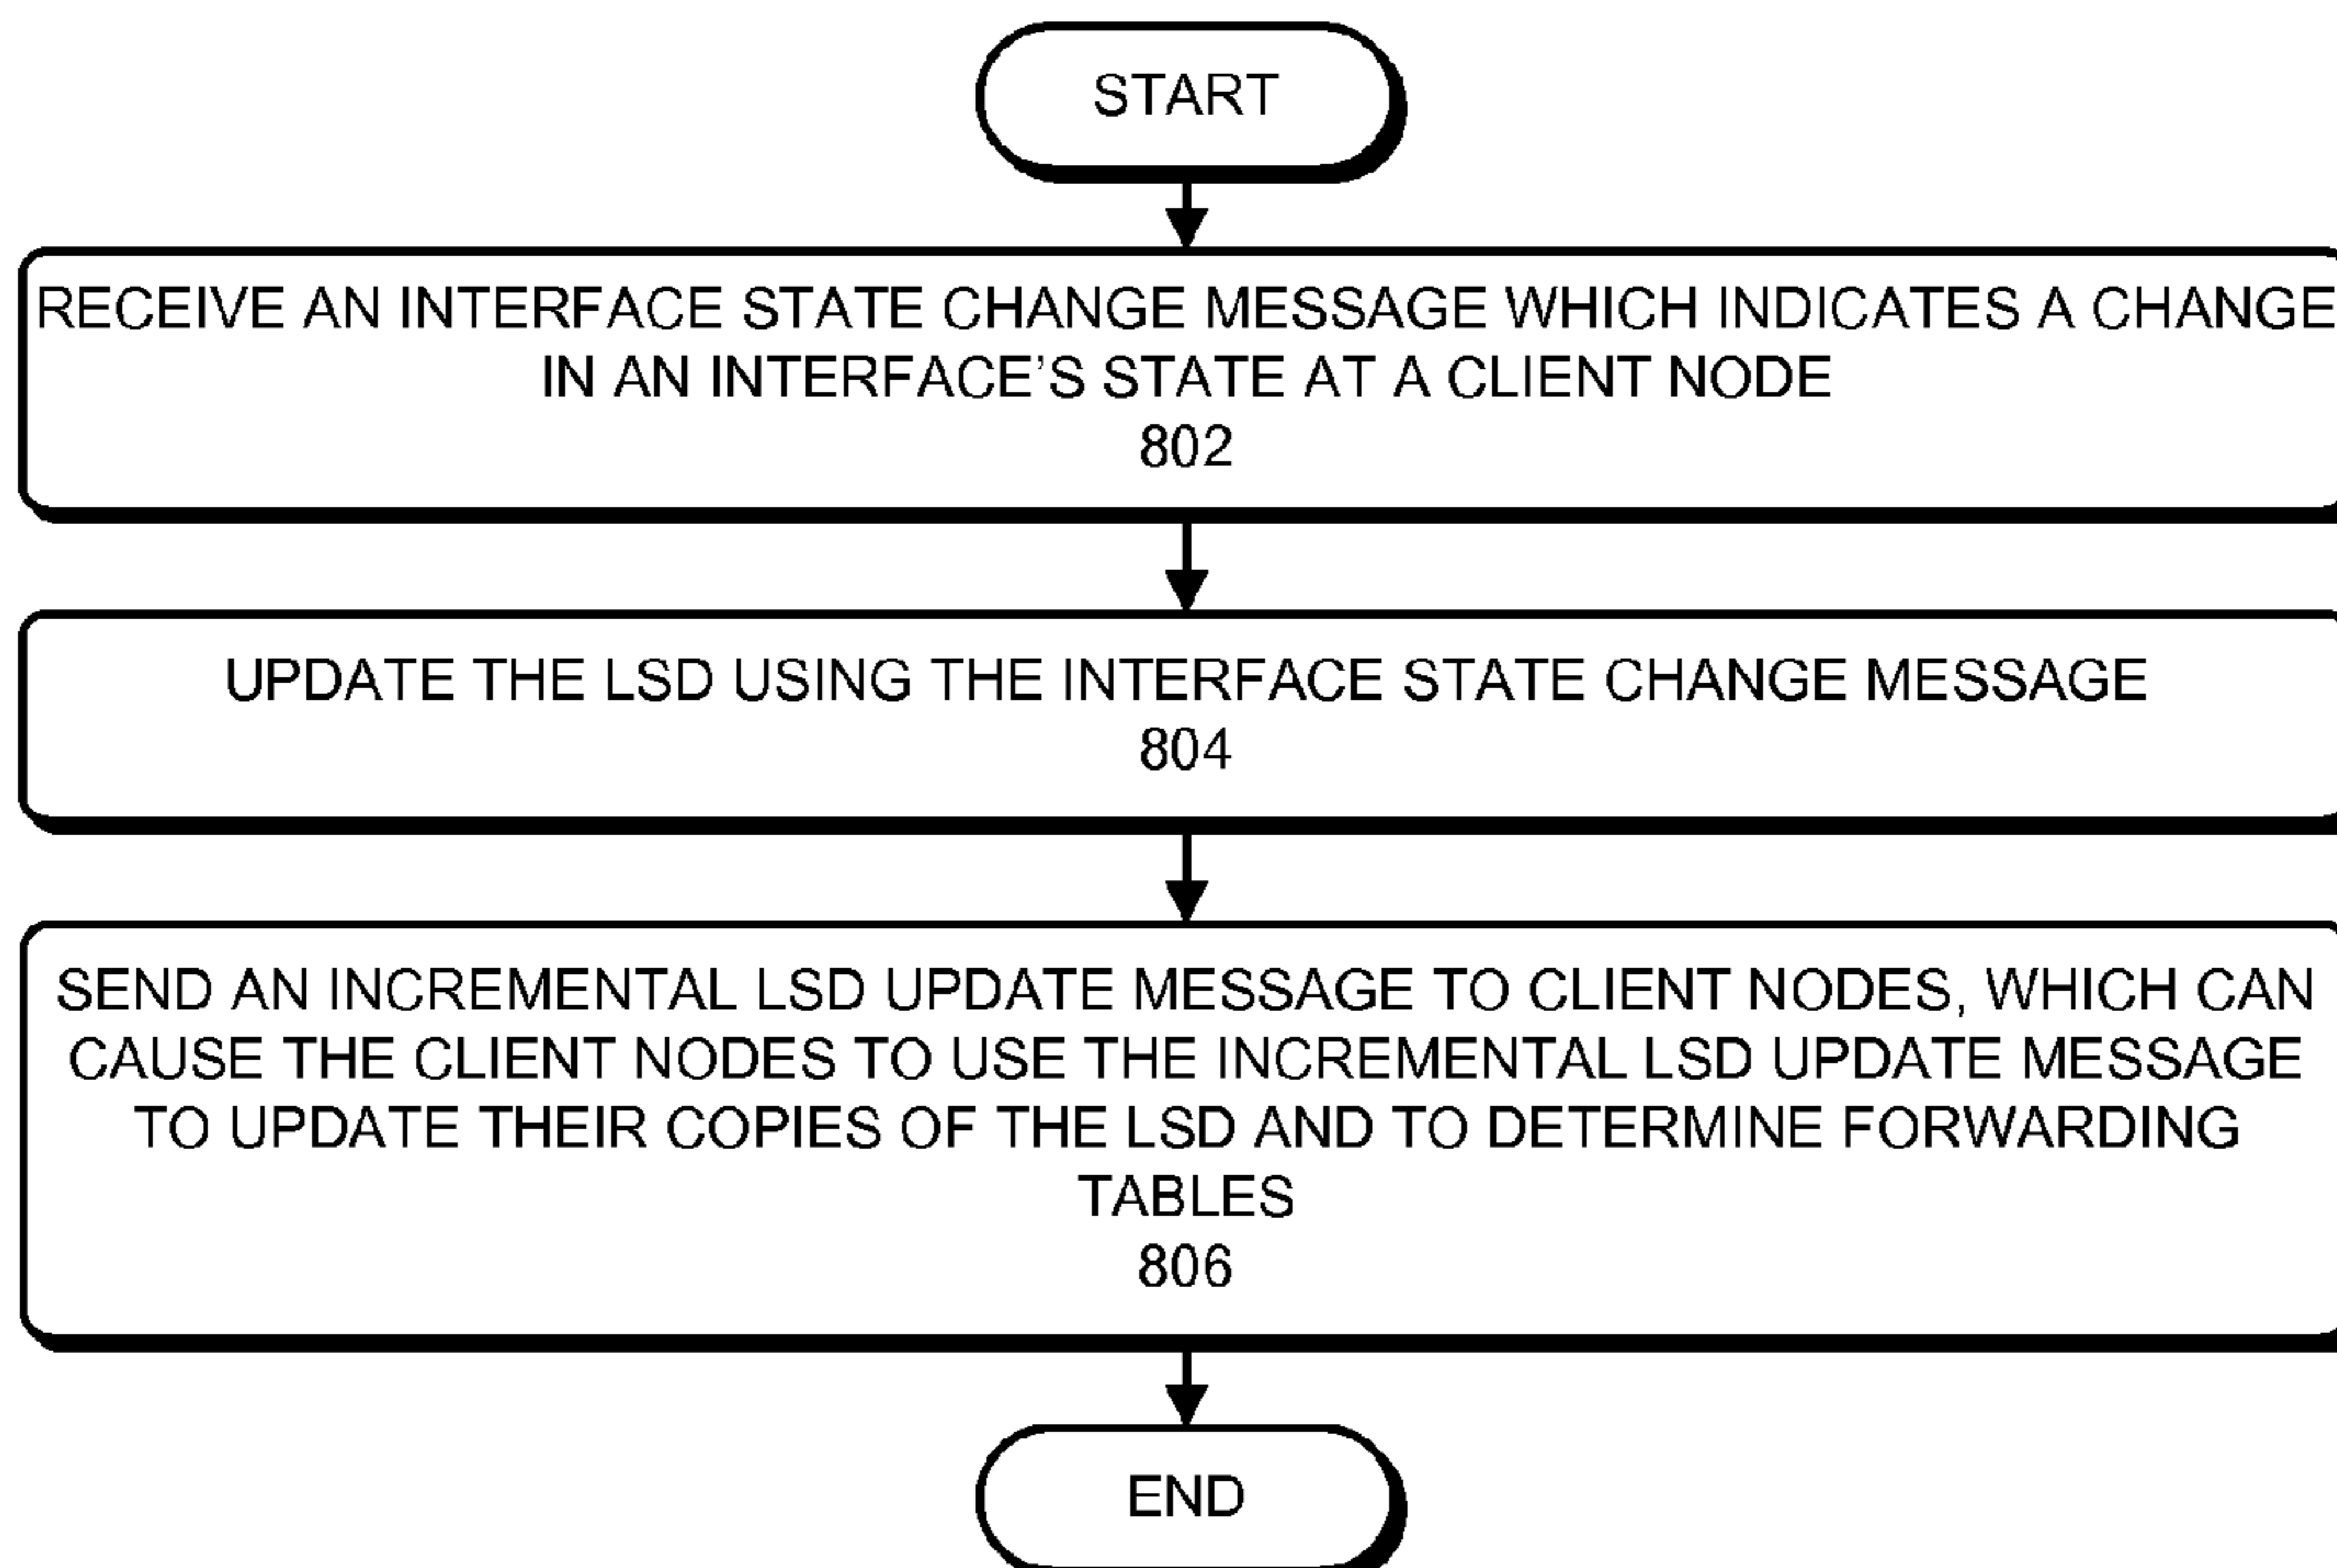 START
RECEIVE AN INTERFACE STATE CHANGE MESSAGE WHICH INDICATES A CHANGE
IN AN INTERFACE'S STATE AT A CLIENT NODE
802
UPDATE THE LSD USING THE INTERFACE STATE CHANGE MESSAGE
804
SEND AN INCREMENTAL LSD UPDATE MESSAGE TO CLIENT NODES, WHICH CAN
CAUSE THE CLIENT NODES TO USE THE INCREMENTAL LSD UPDATE MESSAGE
TO UPDATE THEIR COPIES OF THE LSD AND TO DETERMINE FORWARDING
TABLES
806
END